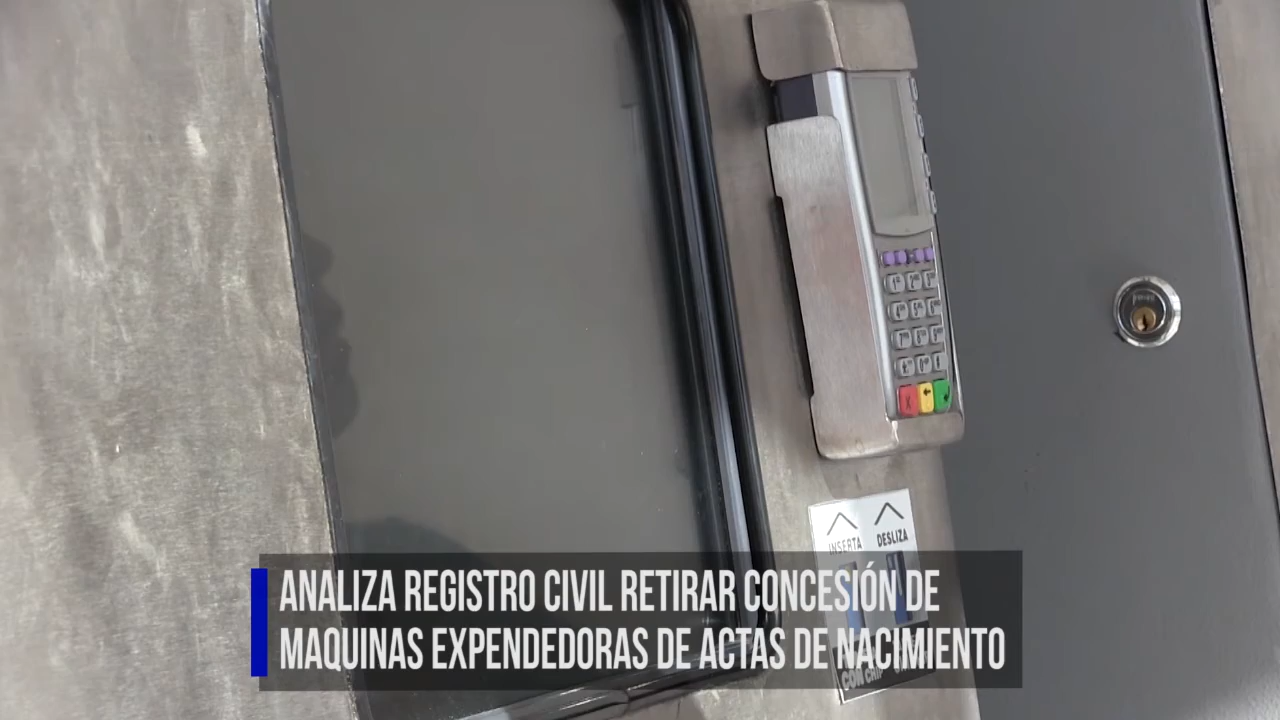 INSERTA DESLIZA
ANALIZA REGISTRO CIVIL RETIRAR CONCESIÓN DE
MAQUINAS EXPENDEDORAS DE ACTAS DE NACIMIENTO
CON CHIP